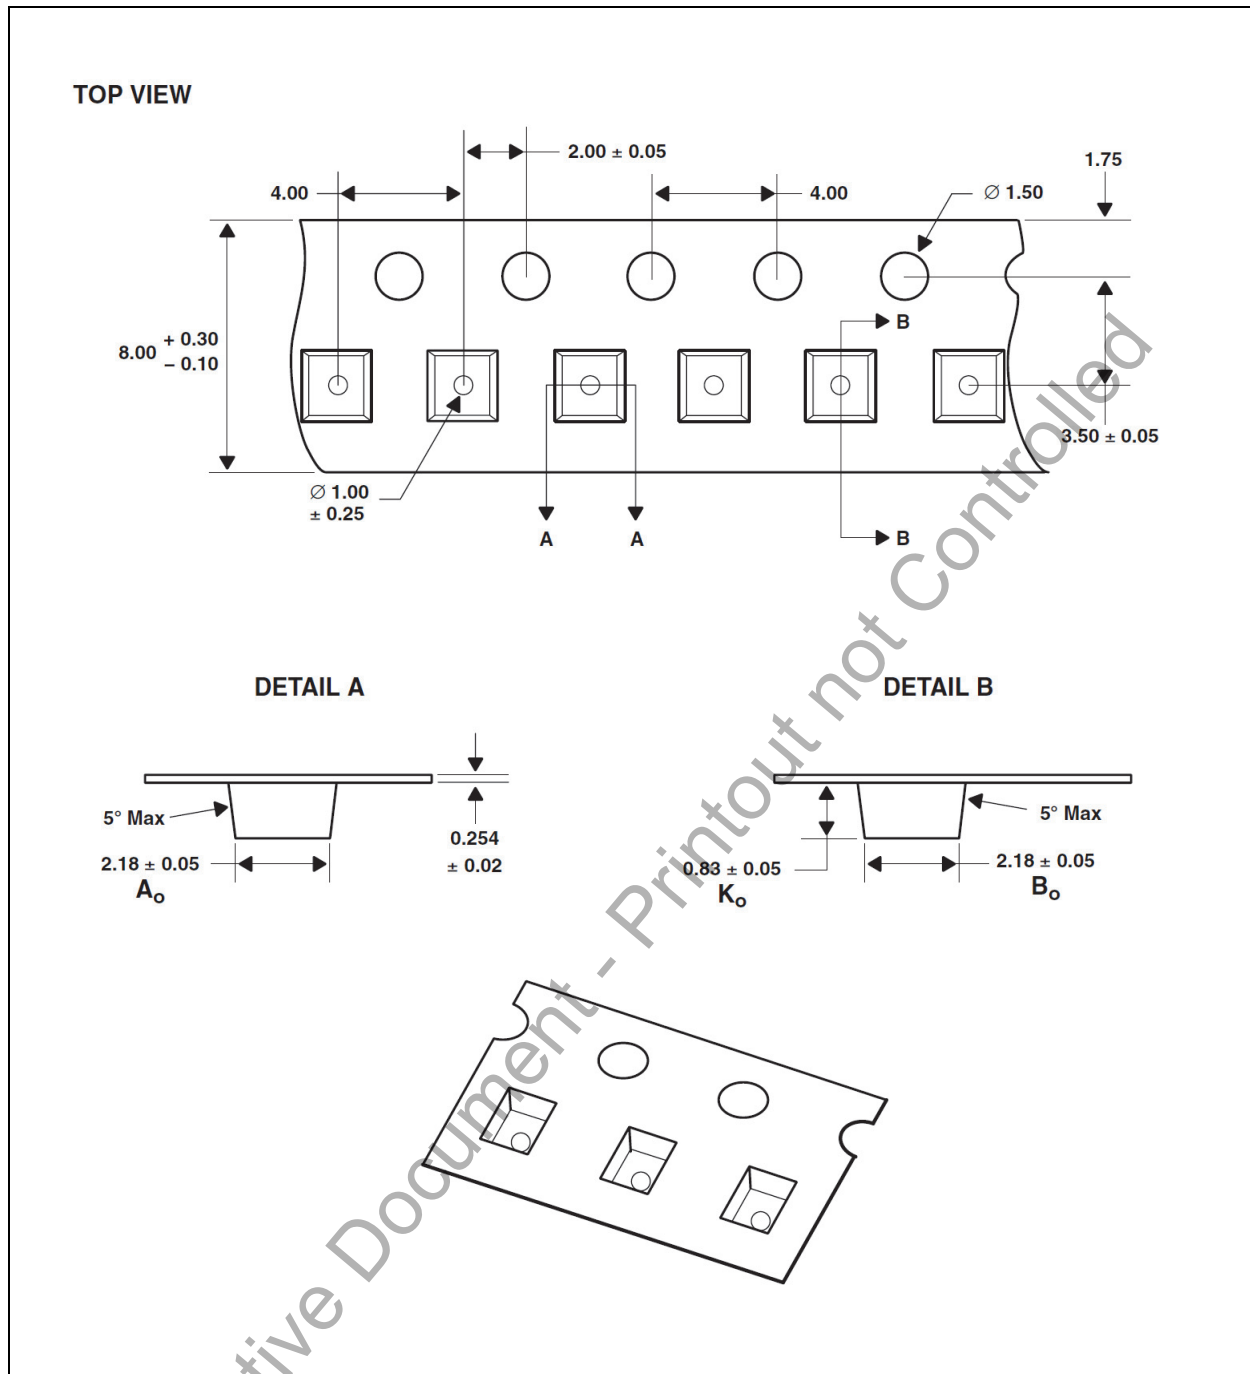 TOP VIEW
2.00 ± 0.05
1.75
4.00
4.00
∅ 1.50
8.00 + 0.30
− 0.10
B
3.50 ± 0.05
∅ 1.00
± 0.25
A
A
B
DETAIL A
DETAIL B
5° Max
5° Max
0.254
± 0.02
2.18 ± 0.05
Ao
0.83 ± 0.05
Ko
2.18 ± 0.05
Bo
tive Document - Printout not Controlled